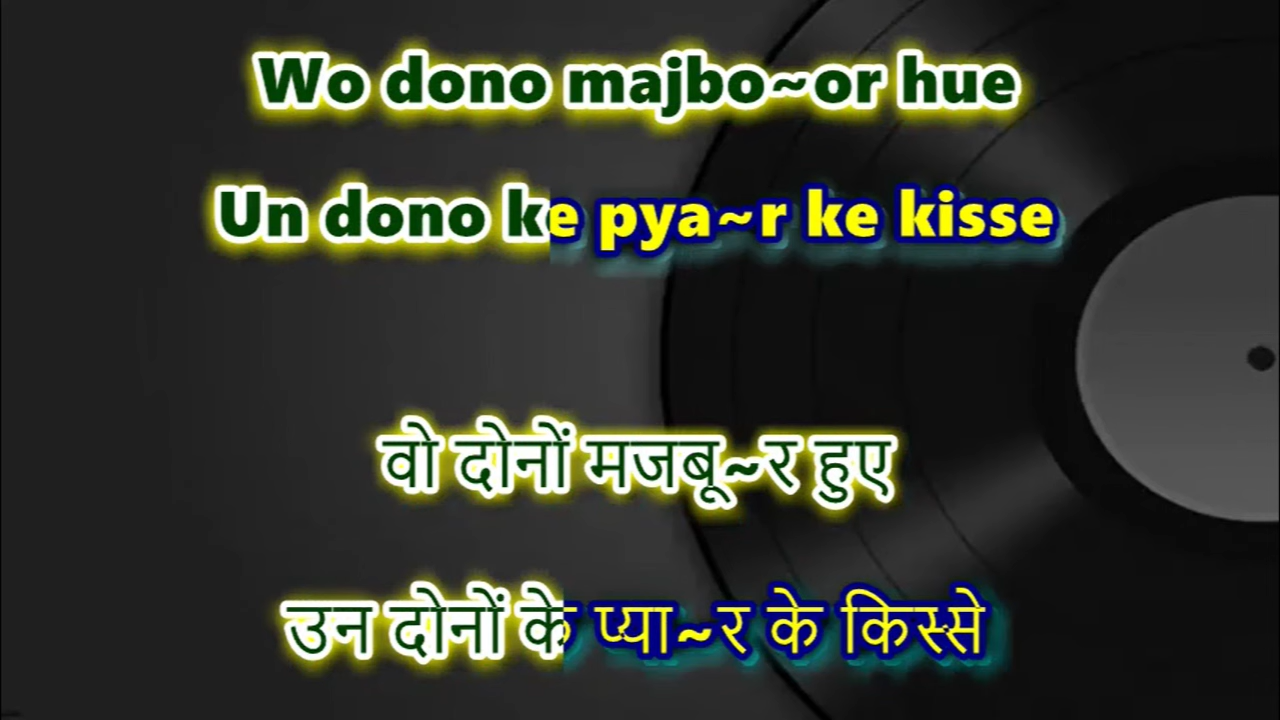 Wo dono majbo~or hue
Un dono ke pya~r ke kisse
वो दोनों मजबू~र हुए
उन दोनों के प्या~र के किस्से